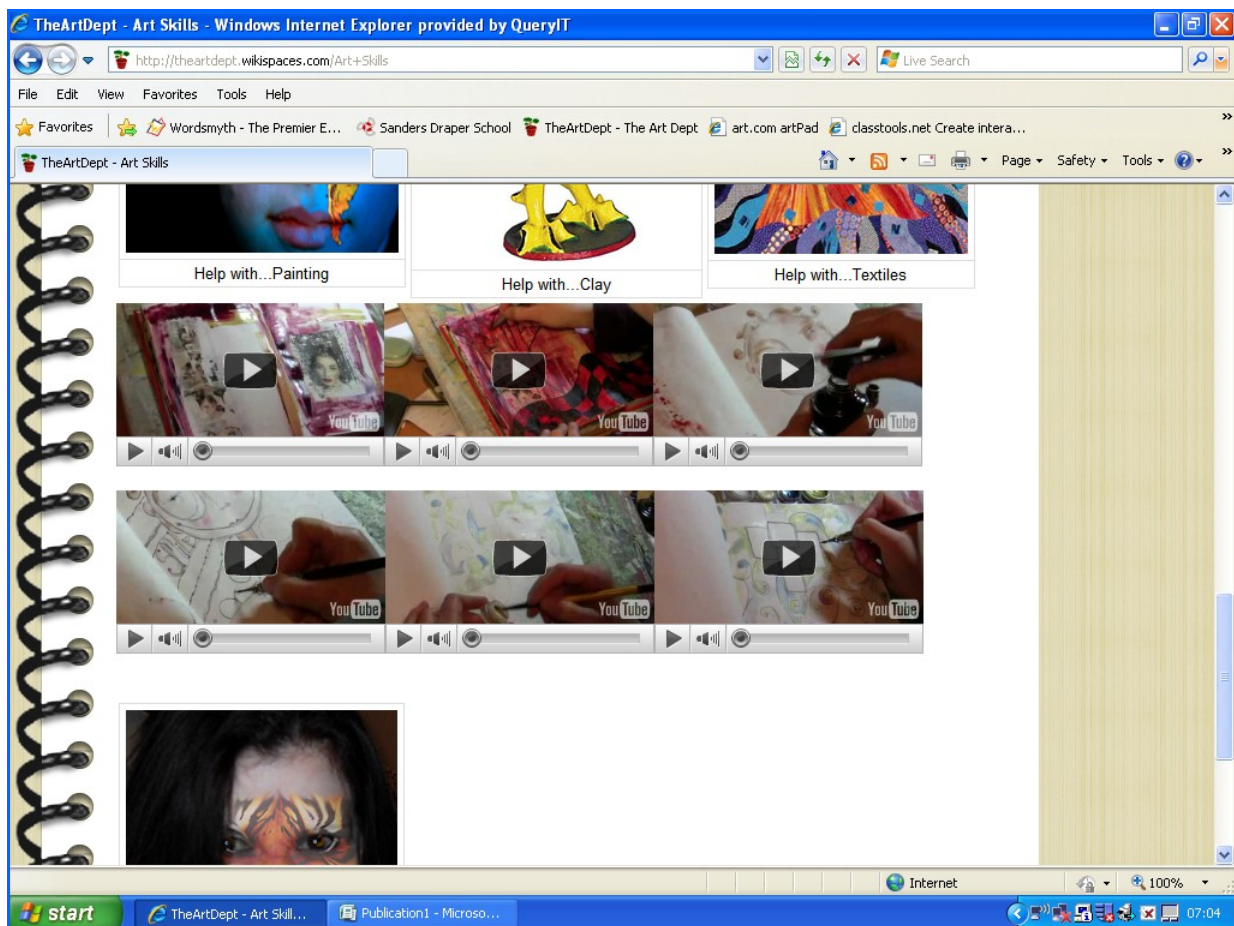 TheArtDept - Art Skills - Windows Internet Explorer provided by QueryIT
http://theartdept.wikispaces.com/Art+Skills
Live Search
File Edit View Favorites Tools Help
Favorites Wordsmyth - The Premier E... Sanders Draper School TheArtDept - The Art Dept art.com artPad classtools.net Create intera...
TheArtDept - Art Skills
Page Safety Tools
Help with...Painting
Help with...Clay
Help with...Textiles
YouTube YouTube YouTube
YouTube YouTube YouTube
Internet 100%
start TheArtDept - Art Skill... Publication1 - Microso... 07:04